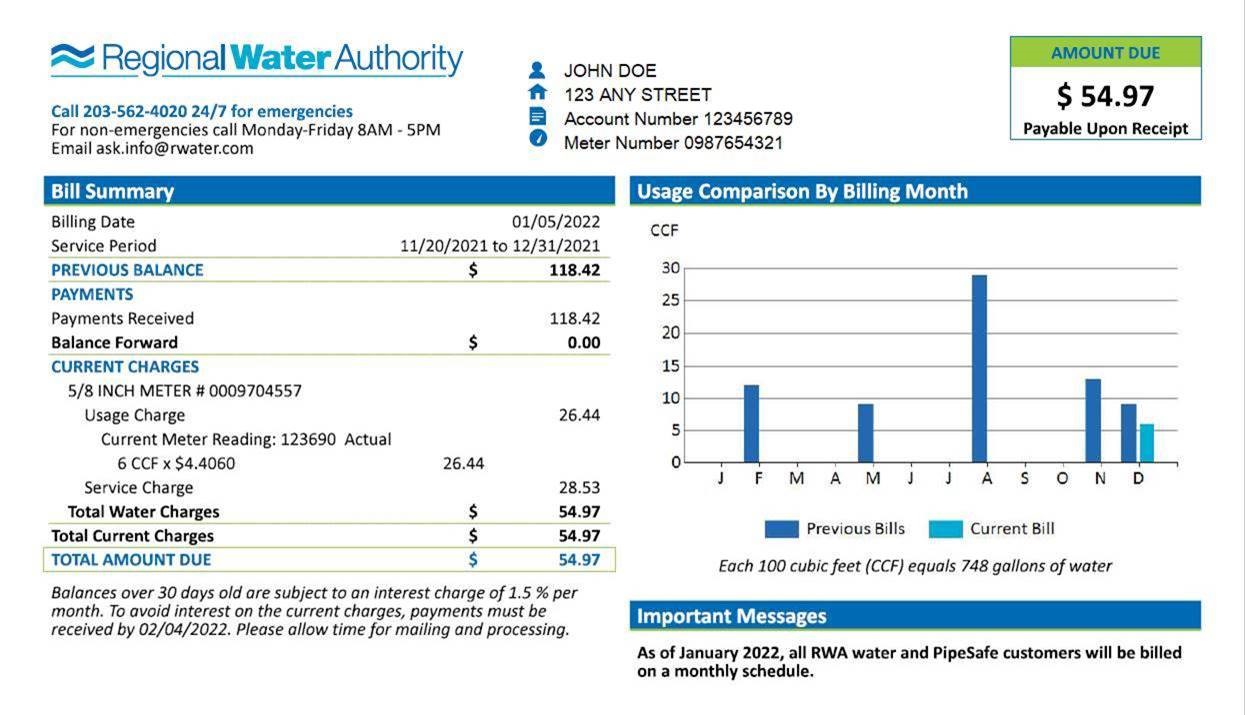 Regional Water Authority
Call 203-562-4020 24/7 for emergencies
For non-emergencies call Monday-Friday 8AM - 5PM
Email ask.info@rwater.com
JOHN DOE
123 ANY STREET
Account Number 123456789
Meter Number 0987654321
AMOUNT DUE
$ 54.97
Payable Upon Receipt
Bill Summary
Billing Date 01/05/2022
Service Period 11/20/2021 to 12/31/2021
PREVIOUS BALANCE $ 118.42
PAYMENTS
Payments Received 118.42
Balance Forward $ 0.00
CURRENT CHARGES
5/8 INCH METER # 0009704557
Usage Charge 26.44
Current Meter Reading: 123690 Actual
6 CCF x $4.4060 26.44
Service Charge 28.53
Total Water Charges $ 54.97
Total Current Charges $ 54.97
TOTAL AMOUNT DUE $ 54.97
Balances over 30 days old are subject to an interest charge of 1.5 % per
month. To avoid interest on the current charges, payments must be
received by 02/04/2022. Please allow time for mailing and processing.
Usage Comparison By Billing Month
CCF
30
25
20
15
10
5
0
J F M A M J J A S O N D
Previous Bills Current Bill
Each 100 cubic feet (CCF) equals 748 gallons of water
Important Messages
As of January 2022, all RWA water and PipeSafe customers will be billed
on a monthly schedule.